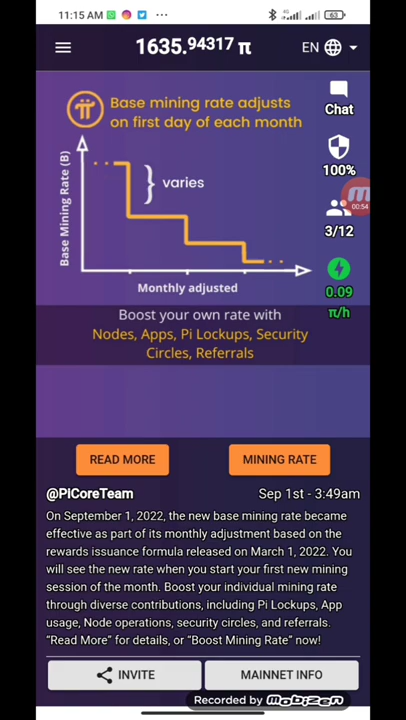 11:15 AM
63
1635.94317 π
EN
Base mining rate adjusts
on first day of each month
Chat
100%
Base Mining Rate (B)
varies
00:54
3/12
Monthly adjusted
0.09
π/h
Boost your own rate with
Nodes, Apps, Pi Lockups, Security
Circles, Referrals
READ MORE
MINING RATE
@PiCoreTeam
Sep 1st - 3:49am
On September 1, 2022, the new base mining rate became
effective as part of its monthly adjustment based on the
rewards issuance formula released on March 1, 2022. You
will see the new rate when you start your first new mining
session of the month. Boost your individual mining rate
through diverse contributions, including Pi Lockups, App
usage, Node operations, security circles, and referrals.
“Read More” for details, or “Boost Mining Rate” now!
INVITE
MAINNET INFO
Recorded by mobizen